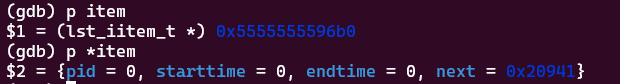 (gdb) p item
$1 = (lst_iitem_t *) 0x5555555596b0
(gdb) p *item
$2 = {pid = 0, starttime = 0, endtime = 0, next = 0x20941}